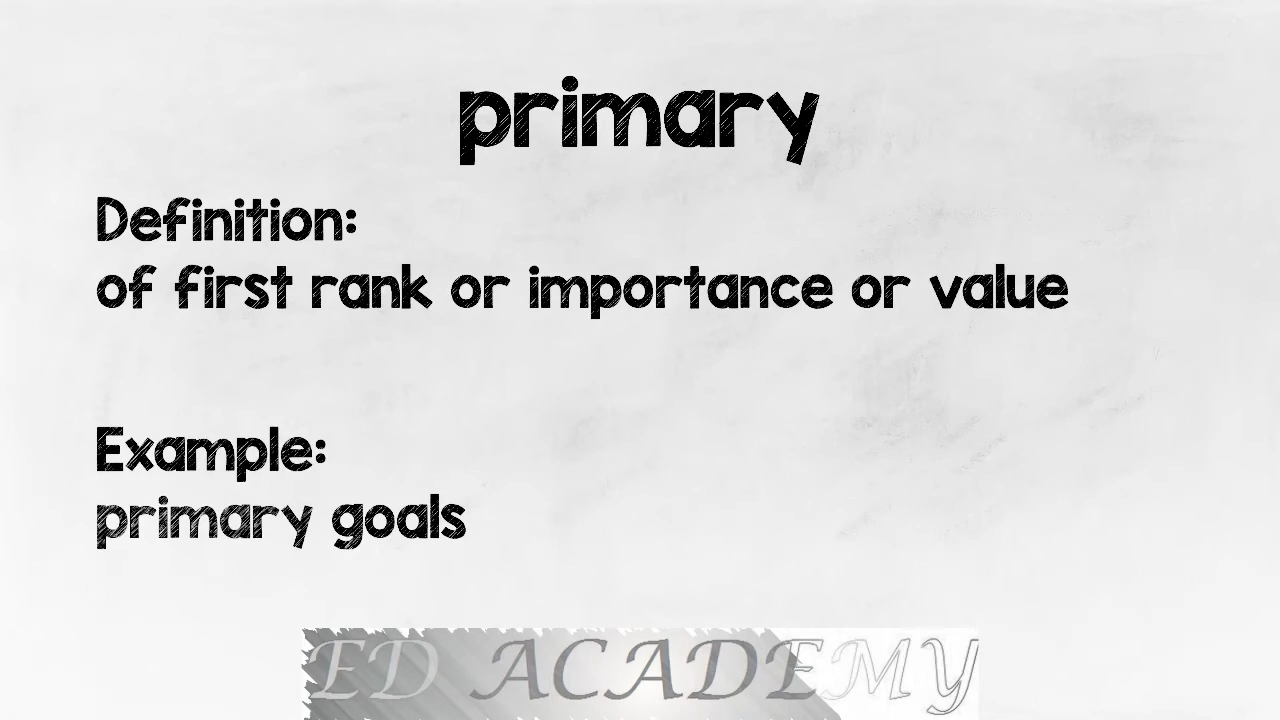 primary
Definition:
of first rank or importance or value
Example:
primary goals
ED ACADEMY